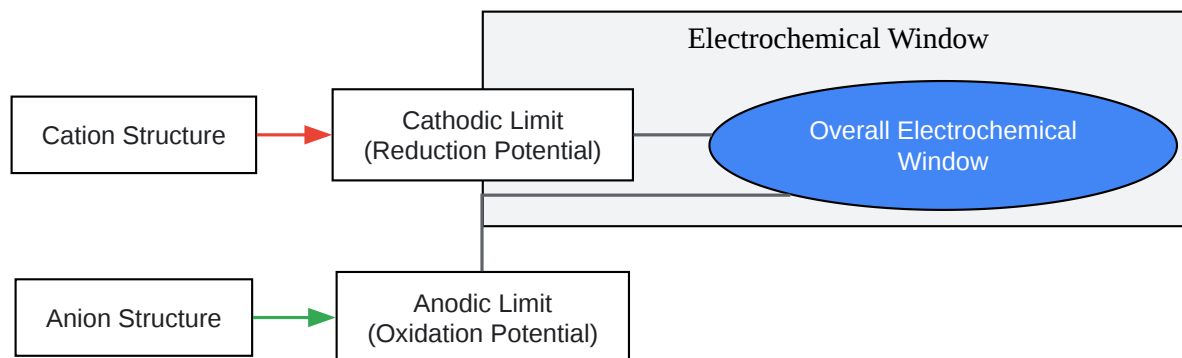 Electrochemical Window
Cation Structure
Cathodic Limit
(Reduction Potential)
Overall Electrochemical
Window
Anion Structure
Anodic Limit
(Oxidation Potential)